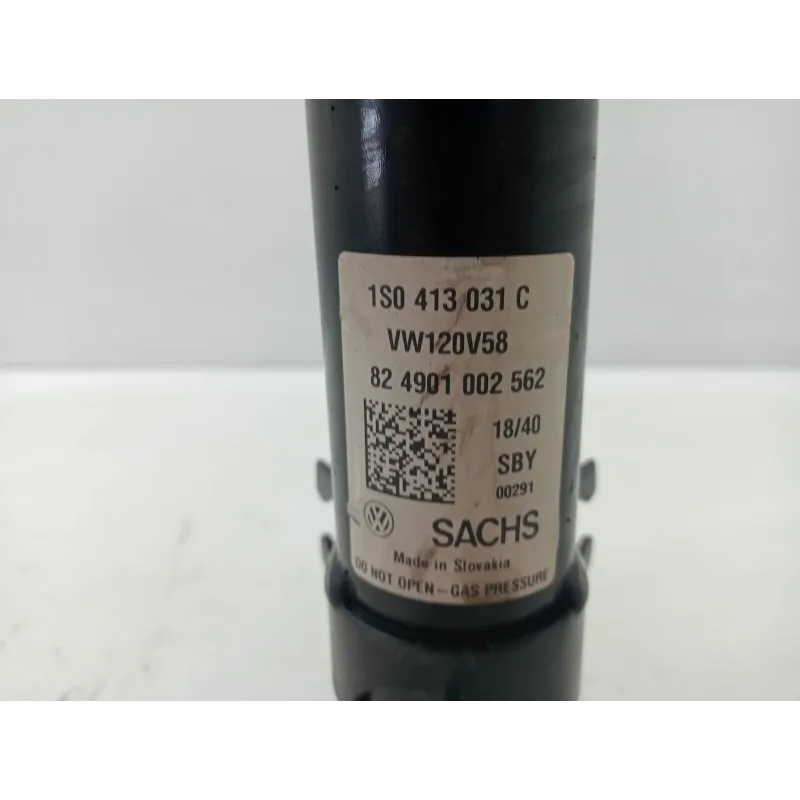 1S0 413 031 C
VW120V58
82 4901 002 562
18/40
SBY
00291
VW
SACHS
Made in Slovakia
DO NOT OPEN-GAS PRESSURE